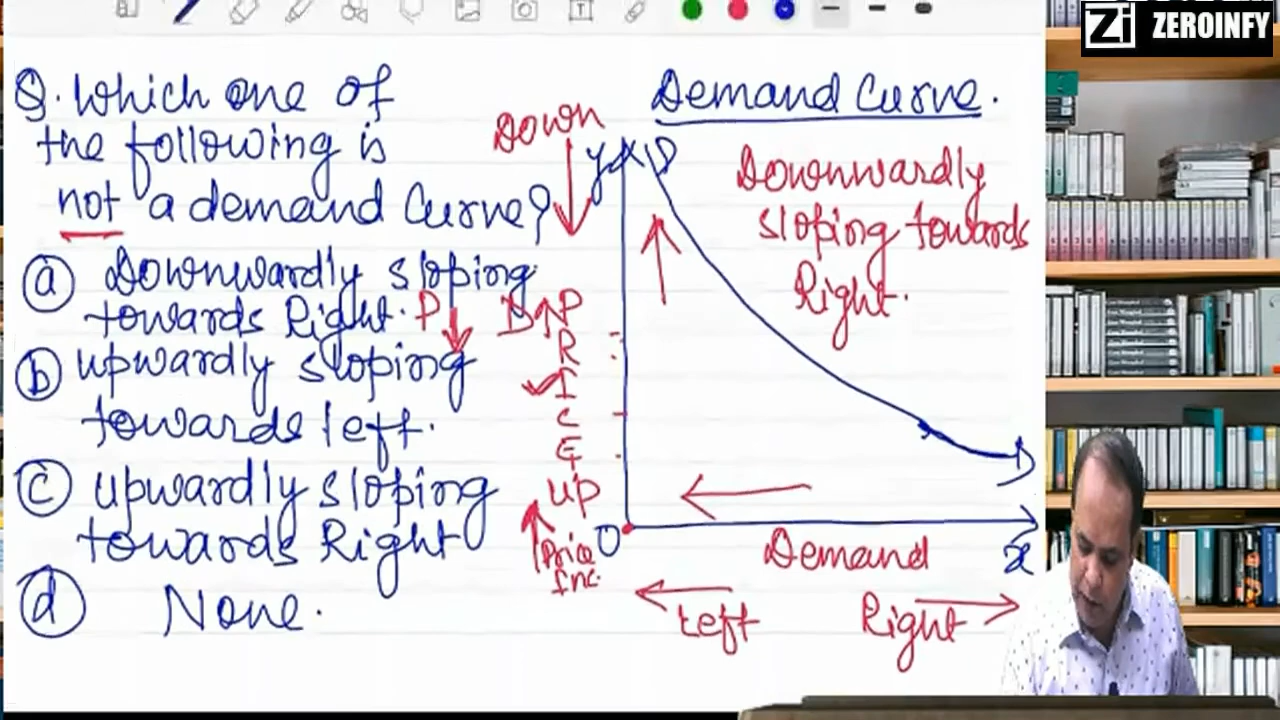 Zi ZEROINFY
Q. Which one of
the following is
not a demand Curve?
a Downwardly sloping
towards Right.
b upwardly sloping
towards left.
c upwardly sloping
towards Right
d None.
Demand Curve.
Downwardly
sloping towards
Right.
Down
y
D
P D P
R
I
C
E
UP
Price
Inc.
O
D
x
Demand
Left Right